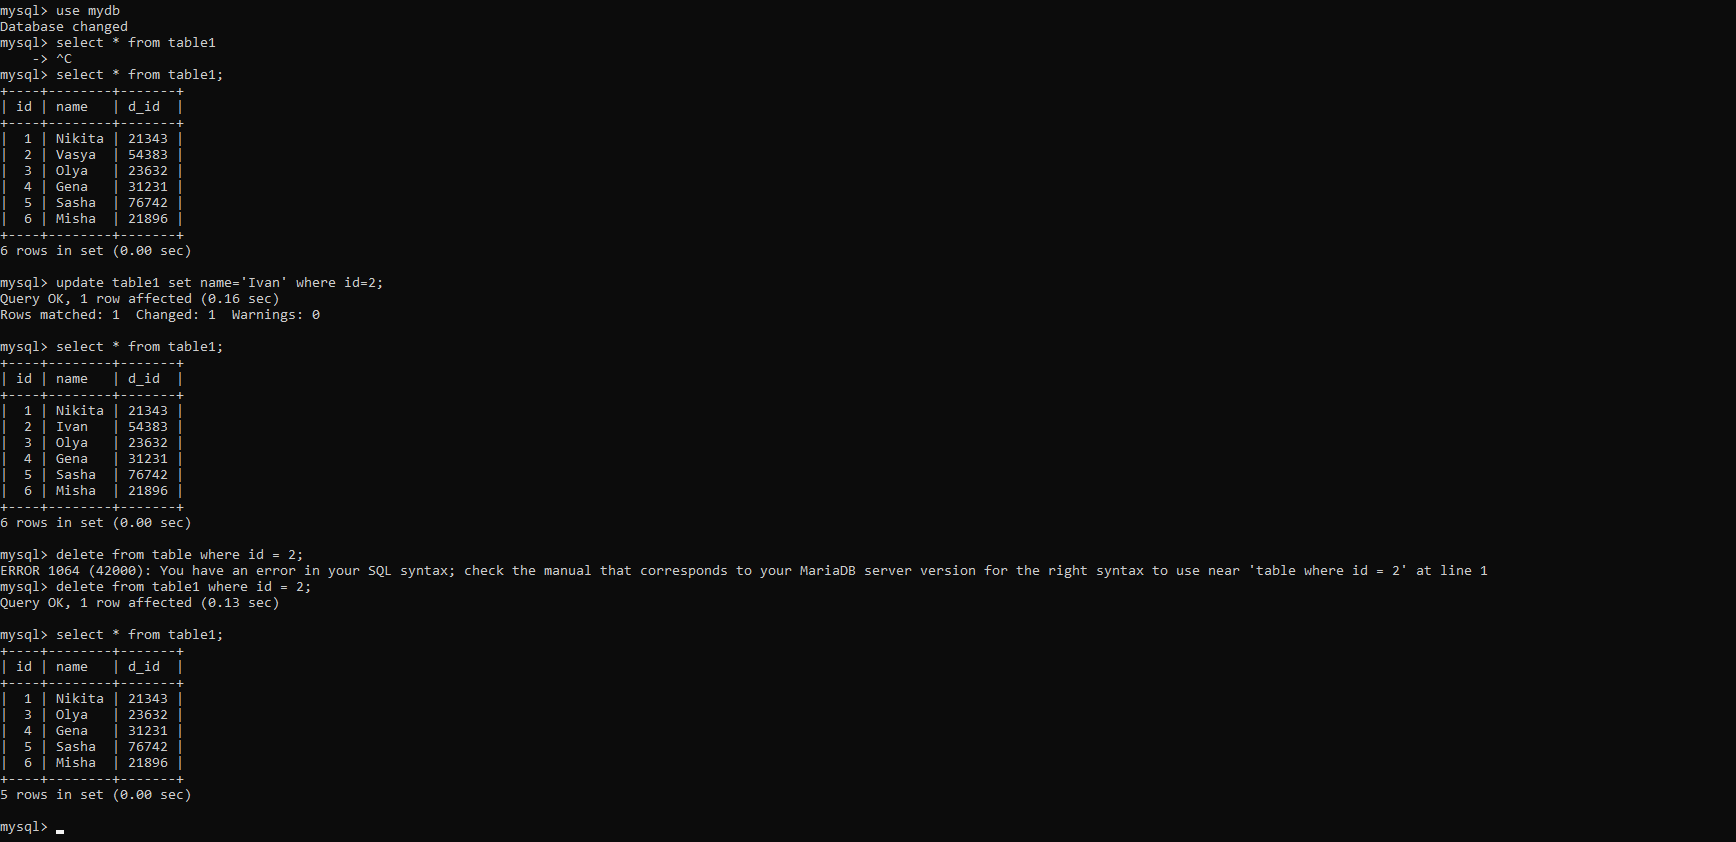 mysql> use mydb
Database changed
mysql> select * from table1
    -> ^C
mysql> select * from table1;
+----+--------+-------+
| id | name   | d_id  |
+----+--------+-------+
|  1 | Nikita | 21343 |
|  2 | Vasya  | 54383 |
|  3 | Olya   | 23632 |
|  4 | Gena   | 31231 |
|  5 | Sasha  | 76742 |
|  6 | Misha  | 21896 |
+----+--------+-------+
6 rows in set (0.00 sec)

mysql> update table1 set name='Ivan' where id=2;
Query OK, 1 row affected (0.16 sec)
Rows matched: 1  Changed: 1  Warnings: 0

mysql> select * from table1;
+----+--------+-------+
| id | name   | d_id  |
+----+--------+-------+
|  1 | Nikita | 21343 |
|  2 | Ivan   | 54383 |
|  3 | Olya   | 23632 |
|  4 | Gena   | 31231 |
|  5 | Sasha  | 76742 |
|  6 | Misha  | 21896 |
+----+--------+-------+
6 rows in set (0.00 sec)

mysql> delete from table where id = 2;
ERROR 1064 (42000): You have an error in your SQL syntax; check the manual that corresponds to your MariaDB server version for the right syntax to use near 'table where id = 2' at line 1
mysql> delete from table1 where id = 2;
Query OK, 1 row affected (0.13 sec)

mysql> select * from table1;
+----+--------+-------+
| id | name   | d_id  |
+----+--------+-------+
|  1 | Nikita | 21343 |
|  3 | Olya   | 23632 |
|  4 | Gena   | 31231 |
|  5 | Sasha  | 76742 |
|  6 | Misha  | 21896 |
+----+--------+-------+
5 rows in set (0.00 sec)

mysql>